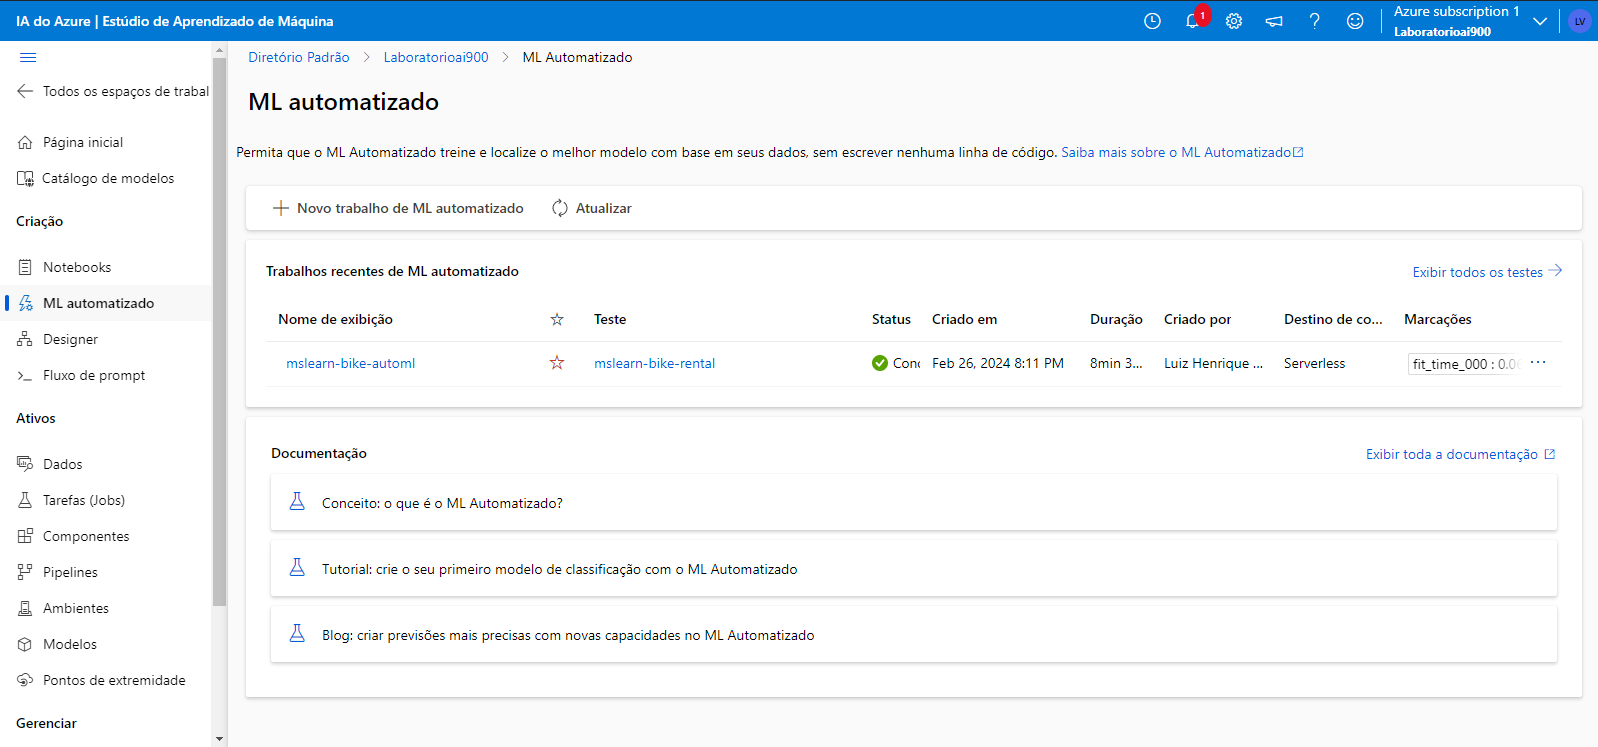 IA do Azure | Estúdio de Aprendizado de Máquina
1
Azure subscription 1
Laboratorioai900
LV
Todos os espaços de trabal
Página inicial
Catálogo de modelos
Criação
Notebooks
ML automatizado
Designer
Fluxo de prompt
Ativos
Dados
Tarefas (Jobs)
Componentes
Pipelines
Ambientes
Modelos
Pontos de extremidade
Gerenciar
Diretório Padrão > Laboratorioai900 > ML Automatizado
ML automatizado
Permita que o ML Automatizado treine e localize o melhor modelo com base em seus dados, sem escrever nenhuma linha de código. Saiba mais sobre o ML Automatizado
Novo trabalho de ML automatizado Atualizar
Trabalhos recentes de ML automatizado Exibir todos os testes
Nome de exibição Teste Status Criado em Duração Criado por Destino de co... Marcações
mslearn-bike-automl mslearn-bike-rental Conc Feb 26, 2024 8:11 PM 8min 3... Luiz Henrique ... Serverless fit_time_000 : 0.06 ...
Documentação Exibir toda a documentação
Conceito: o que é o ML Automatizado?
Tutorial: crie o seu primeiro modelo de classificação com o ML Automatizado
Blog: criar previsões mais precisas com novas capacidades no ML Automatizado